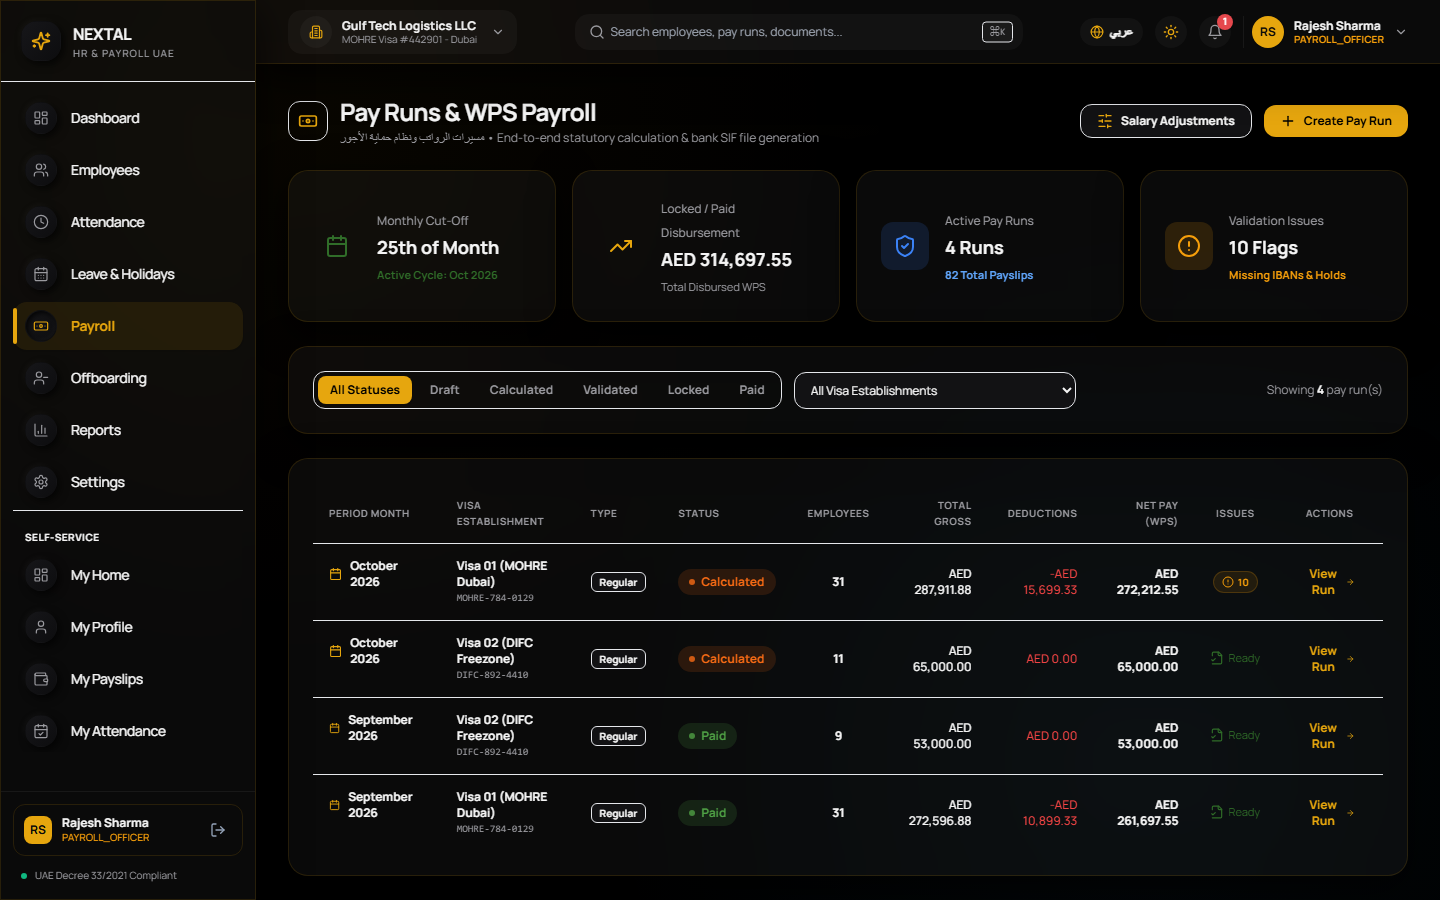 NEXTAL
HR & PAYROLL UAE
Dashboard
Employees
Attendance
Leave & Holidays
Payroll
Offboarding
Reports
Settings
SELF-SERVICE
My Home
My Profile
My Payslips
My Attendance
RS
Rajesh Sharma
PAYROLL_OFFICER
UAE Decree 33/2021 Compliant
Gulf Tech Logistics LLC
MOHRE Visa #442901 - Dubai
Search employees, pay runs, documents...
⌘K
عربي
1
RS
Rajesh Sharma
PAYROLL_OFFICER
Pay Runs & WPS Payroll
مسيرات الرواتب ونظام حماية الأجور • End-to-end statutory calculation & bank SIF file generation
Salary Adjustments
Create Pay Run
Monthly Cut-Off
25th of Month
Active Cycle: Oct 2026
Locked / Paid
Disbursement
AED 314,697.55
Total Disbursed WPS
Active Pay Runs
4 Runs
82 Total Payslips
Validation Issues
10 Flags
Missing IBANs & Holds
All Statuses
Draft
Calculated
Validated
Locked
Paid
All Visa Establishments
Showing 4 pay run(s)
PERIOD MONTH
VISA
ESTABLISHMENT
TYPE
STATUS
EMPLOYEES
TOTAL
GROSS
DEDUCTIONS
NET PAY
(WPS)
ISSUES
ACTIONS
October
2026
Visa 01 (MOHRE
Dubai)
MOHRE-784-0129
Regular
Calculated
31
AED
287,911.88
-AED
15,699.33
AED
272,212.55
10
View
Run
October
2026
Visa 02 (DIFC
Freezone)
DIFC-892-4410
Regular
Calculated
11
AED
65,000.00
AED 0.00
AED
65,000.00
Ready
View
Run
September
2026
Visa 02 (DIFC
Freezone)
DIFC-892-4410
Regular
Paid
9
AED
53,000.00
AED 0.00
AED
53,000.00
Ready
View
Run
September
2026
Visa 01 (MOHRE
Dubai)
MOHRE-784-0129
Regular
Paid
31
AED
272,596.88
-AED
10,899.33
AED
261,697.55
Ready
View
Run